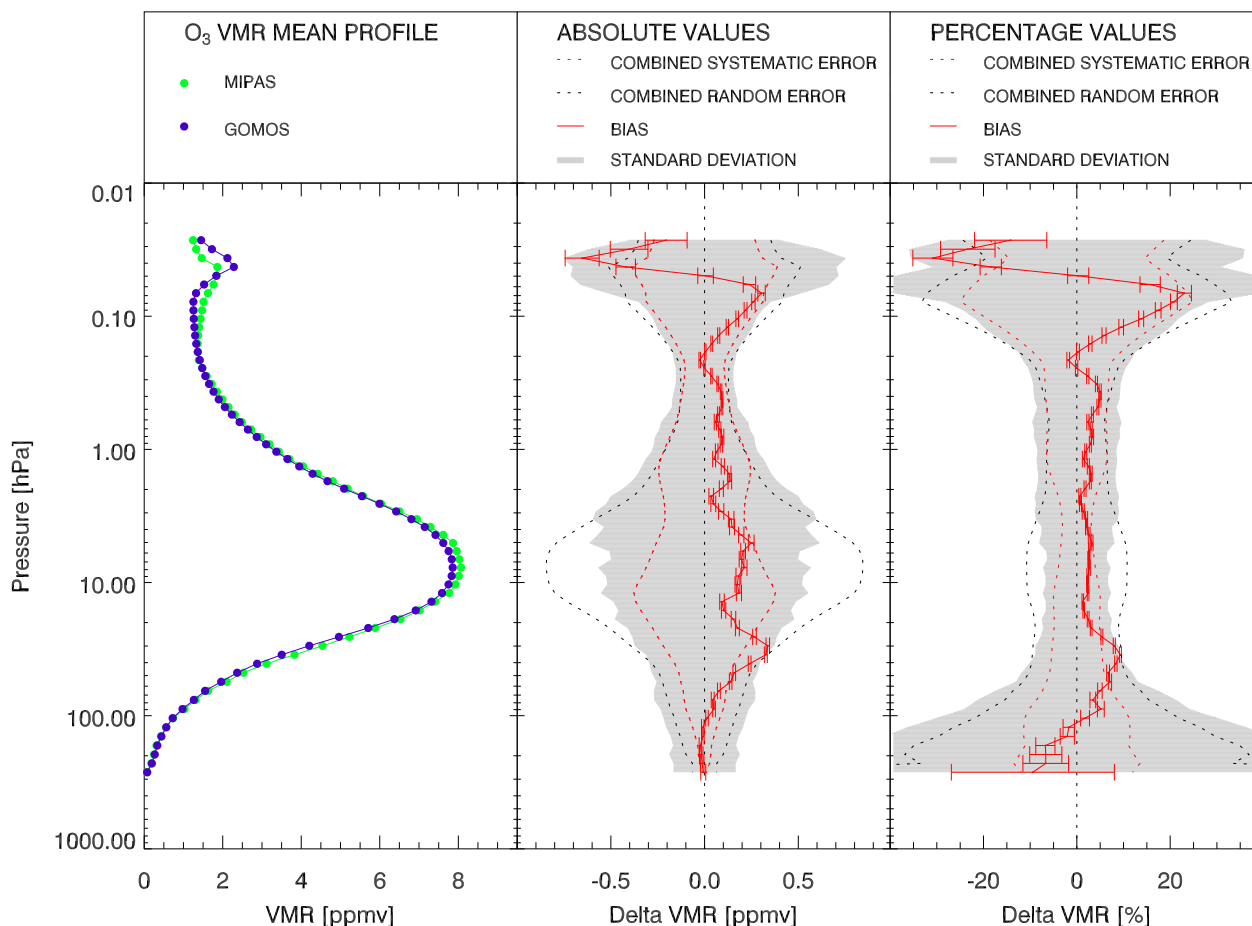 O₃ VMR MEAN PROFILE
MIPAS
GOMOS
ABSOLUTE VALUES
COMBINED SYSTEMATIC ERROR
COMBINED RANDOM ERROR
BIAS
STANDARD DEVIATION
PERCENTAGE VALUES
COMBINED SYSTEMATIC ERROR
COMBINED RANDOM ERROR
BIAS
STANDARD DEVIATION
Pressure [hPa]
0.01
0.10
1.00
10.00
100.00
1000.00
0 2 4 6 8
VMR [ppmv]
-0.5 0.0 0.5
Delta VMR [ppmv]
-20 0 20
Delta VMR [%]